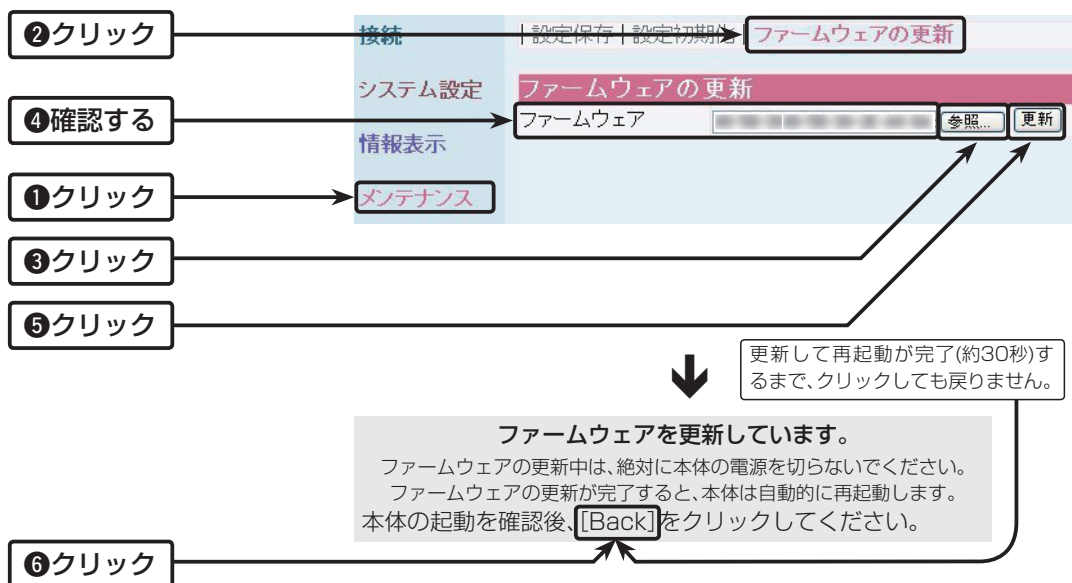 ❷クリック
接続
|設定保存|設定初期化|ファームウェアの更新
システム設定
ファームウェアの更新
❹確認する
ファームウェア
参照...
更新
情報表示
❶クリック
メンテナンス
❸クリック
❺クリック
更新して再起動が完了(約30秒)す
るまで、クリックしても戻りません。
ファームウェアを更新しています。
ファームウェアの更新中は、絶対に本体の電源を切らないでください。
ファームウェアの更新が完了すると、本体は自動的に再起動します。
本体の起動を確認後、[Back]をクリックしてください。
❻クリック